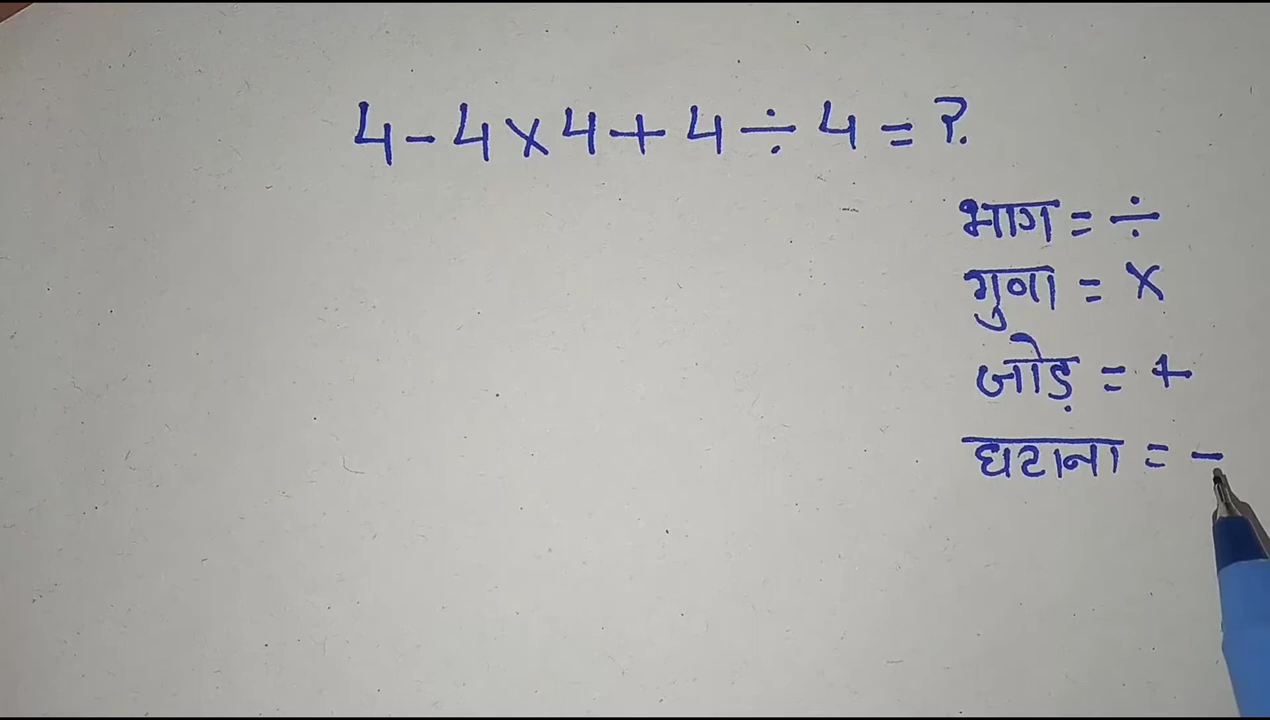 4-4×4+4÷4=?
भाग = ÷
गुणा = ×
जोड़ = +
घटाना = -